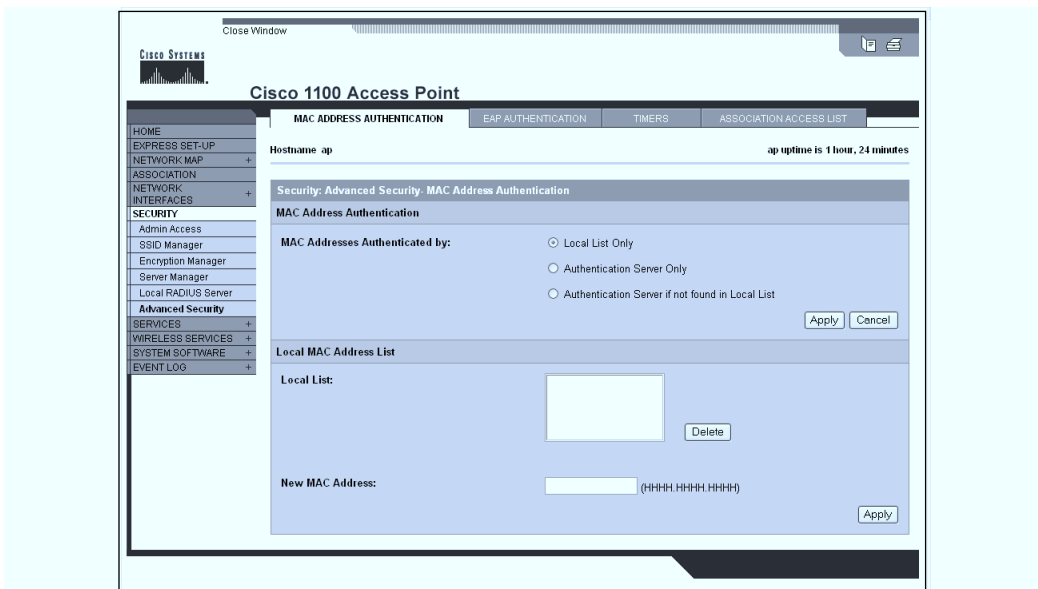 Close Window
CISCO SYSTEMS
Cisco 1100 Access Point
MAC ADDRESS AUTHENTICATION
EAP AUTHENTICATION
TIMERS
ASSOCIATION ACCESS LIST
HOME
EXPRESS SET-UP
NETWORK MAP +
ASSOCIATION
NETWORK
INTERFACES +
SECURITY
Admin Access
SSID Manager
Encryption Manager
Server Manager
Local RADIUS Server
Advanced Security
SERVICES +
WIRELESS SERVICES +
SYSTEM SOFTWARE +
EVENT LOG +
Hostname ap
ap uptime is 1 hour, 24 minutes
Security: Advanced Security- MAC Address Authentication
MAC Address Authentication
MAC Addresses Authenticated by:
Local List Only
Authentication Server Only
Authentication Server if not found in Local List
Apply
Cancel
Local MAC Address List
Local List:
Delete
New MAC Address:
(HHHH.HHHH.HHHH)
Apply